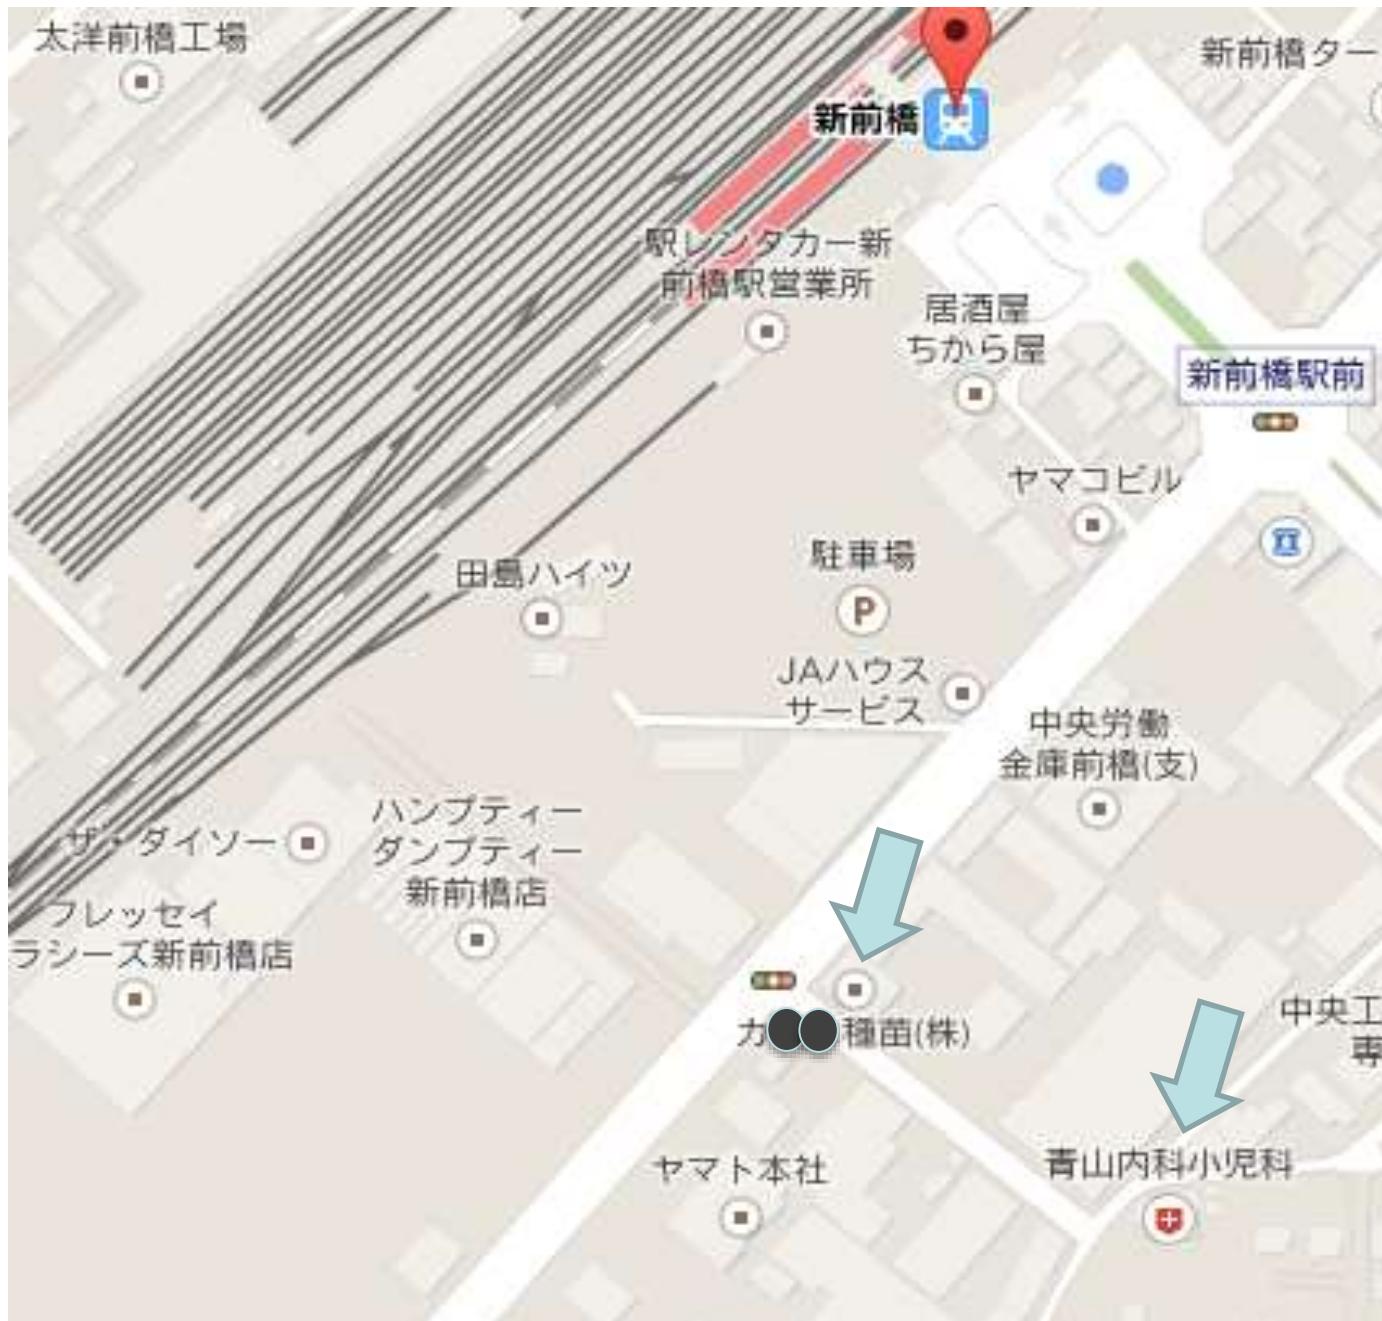 太洋前橋工場
新前橋ター
新前橋
駅レンタカー新
前橋駅営業所
居酒屋
ちから屋
新前橋駅前
ヤマコビル
駐車場
P
田島ハイツ
JAハウス
サービス
中央労働
金庫前橋(支)
ザ・ダイソー
ハンプティー
ダンプティー
新前橋店
フレッセイ
ラシーズ新前橋店
カ
種苗(株)
中央工
専
ヤマト本社
青山内科小児科